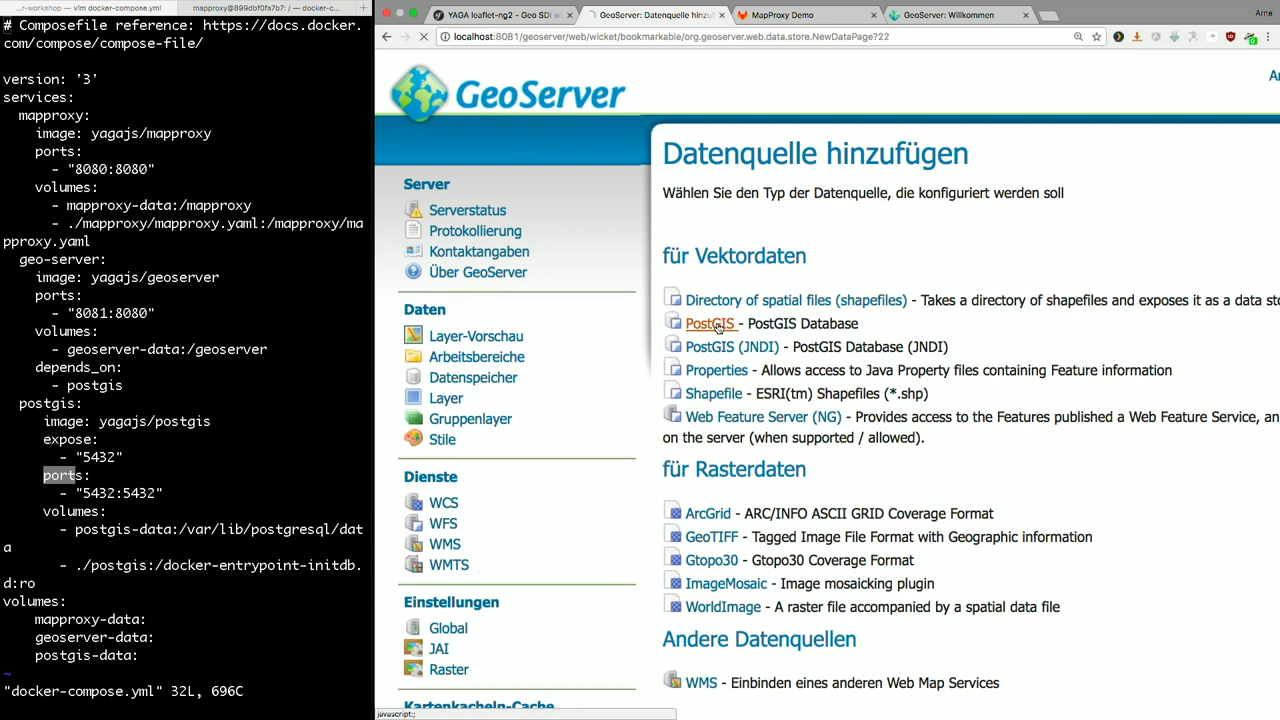 ..r-workshop — vim docker-compose.yml
mapproxy@899dbf0fa7b7: / — docker-c...
# Composefile reference: https://docs.docker.
com/compose/compose-file/
version: '3'
services:
mapproxy:
image: yagajs/mapproxy
ports:
- "8080:8080"
volumes:
- mapproxy-data:/mapproxy
- ./mapproxy/mapproxy.yaml:/mapproxy/ma
pproxy.yaml
geo-server:
image: yagajs/geoserver
ports:
- "8081:8080"
volumes:
- geoserver-data:/geoserver
depends_on:
- postgis
postgis:
image: yagajs/postgis
expose:
- "5432"
ports:
- "5432:5432"
volumes:
- postgis-data:/var/lib/postgresql/dat
a
- ./postgis:/docker-entrypoint-initdb.
d:ro
volumes:
mapproxy-data:
geoserver-data:
postgis-data:
~
"docker-compose.yml" 32L, 696C
YAGA leaflet-ng2 - Geo SDI w
GeoServer: Datenquelle hinzuf
MapProxy Demo
GeoServer: Willkommen
Arne
localhost:8081/geoserver/web/wicket/bookmarkable/org.geoserver.web.data.store.NewDataPage?22
GeoServer
Server
Serverstatus
Protokollierung
Kontaktangaben
Über GeoServer
Daten
Layer-Vorschau
Arbeitsbereiche
Datenspeicher
Layer
Gruppenlayer
Stile
Dienste
WCS
WFS
WMS
WMTS
Einstellungen
Global
JAI
Raster
Kartenkacheln-Cache
Datenquelle hinzufügen
Wählen Sie den Typ der Datenquelle, die konfiguriert werden soll
für Vektordaten
Directory of spatial files (shapefiles) - Takes a directory of shapefiles and exposes it as a data sto
PostGIS - PostGIS Database
PostGIS (JNDI) - PostGIS Database (JNDI)
Properties - Allows access to Java Property files containing Feature information
Shapefile - ESRI(tm) Shapefiles (*.shp)
Web Feature Server (NG) - Provides access to the Features published a Web Feature Service, an
on the server (when supported / allowed).
für Rasterdaten
ArcGrid - ARC/INFO ASCII GRID Coverage Format
GeoTIFF - Tagged Image File Format with Geographic information
Gtopo30 - Gtopo30 Coverage Format
ImageMosaic - Image mosaicking plugin
WorldImage - A raster file accompanied by a spatial data file
Andere Datenquellen
WMS - Einbinden eines anderen Web Map Services
javascript:;